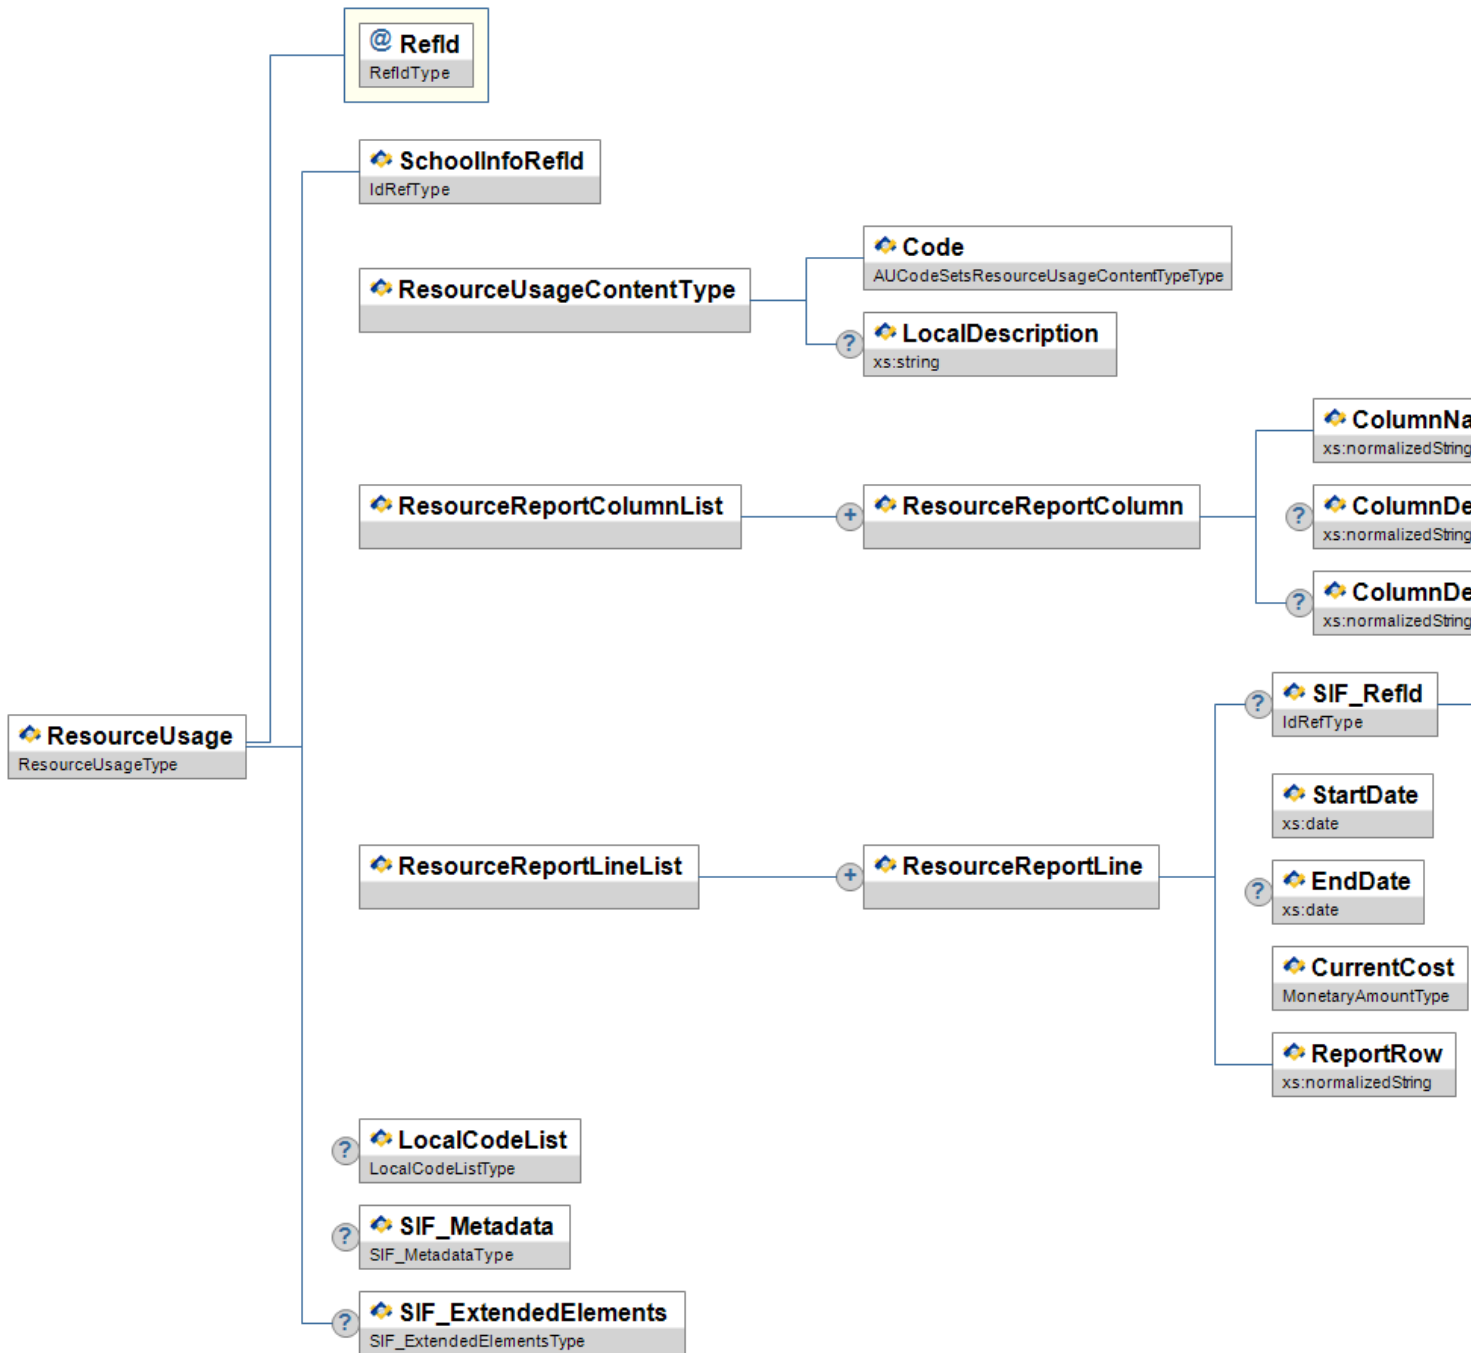 @ RefId
RefIdType
SchoolInfoRefId
IdRefType
Code
AUCodeSetsResourceUsageContentTypeType
ResourceUsageContentType
? LocalDescription
xs:string
ColumnNa
xs:normalizedString
ResourceReportColumnList
+ ResourceReportColumn
? ColumnDe
xs:normalizedString
? ColumnDe
xs:normalizedString
? SIF_RefId
IdRefType
ResourceUsage
ResourceUsageType
StartDate
xs:date
ResourceReportLineList
+ ResourceReportLine
? EndDate
xs:date
CurrentCost
MonetaryAmountType
ReportRow
xs:normalizedString
? LocalCodeList
LocalCodeListType
? SIF_Metadata
SIF_MetadataType
? SIF_ExtendedElements
SIF_ExtendedElementsType